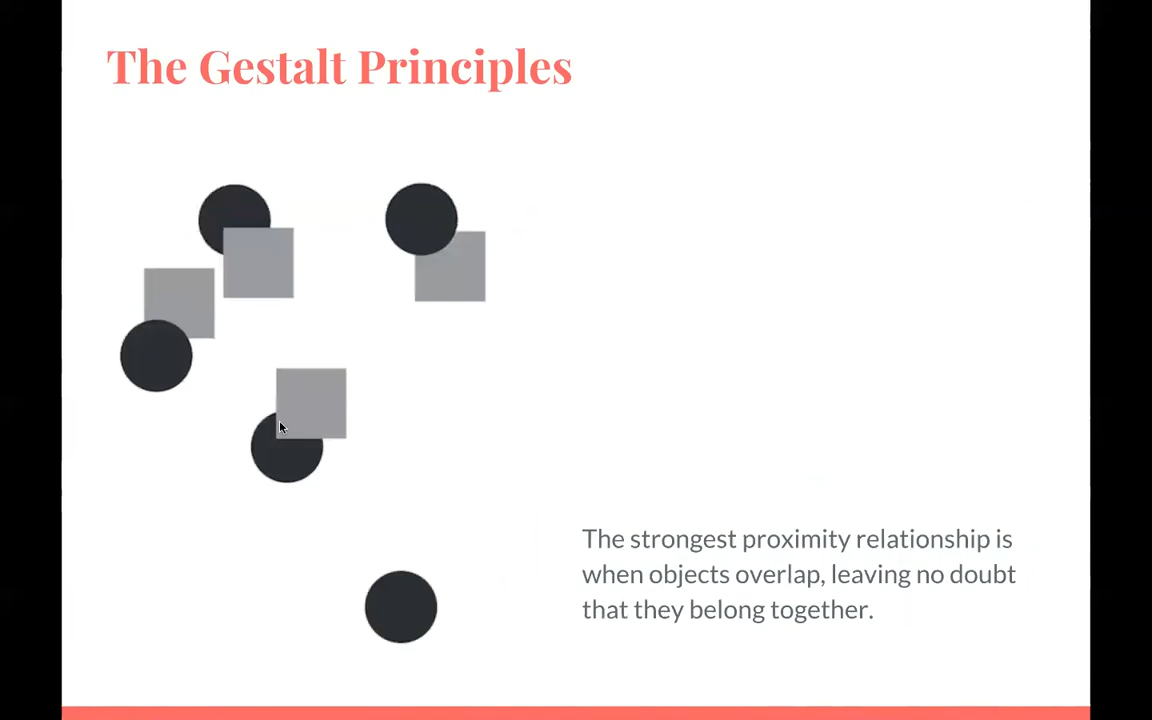 The Gestalt Principles
The strongest proximity relationship is
when objects overlap, leaving no doubt
that they belong together.